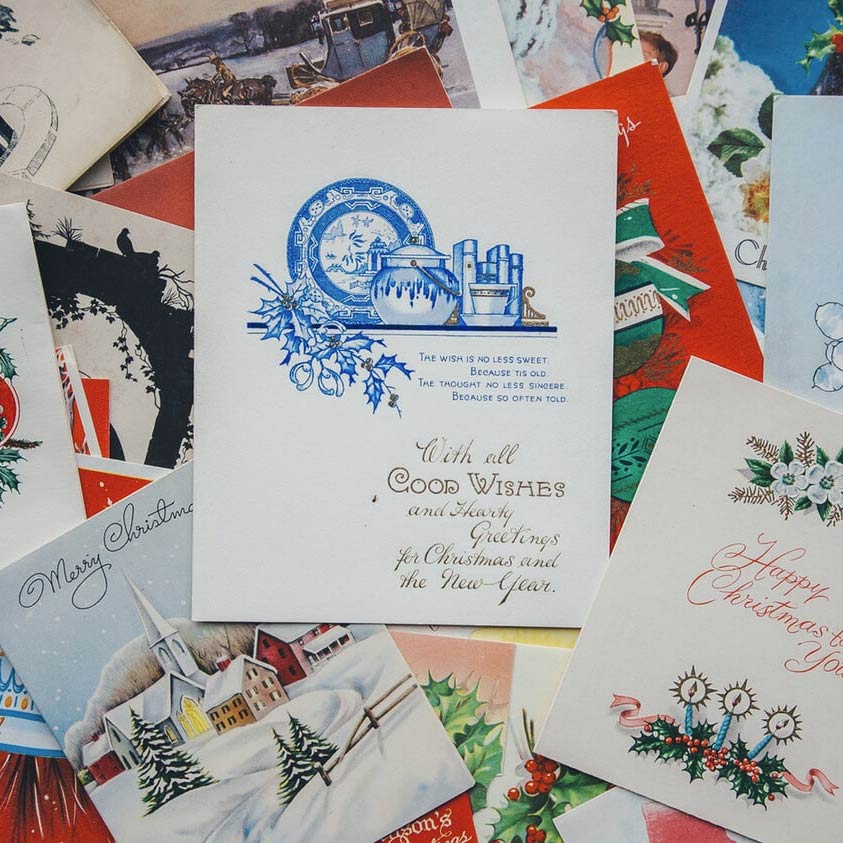 The wish is no less sweet
Because tis old.
The thought no less sincere
Because so often told.
With all
Good Wishes
and Hearty
Greetings
for Christmas and
the New Year.
Merry Christmas
Happy
Christmas to
You